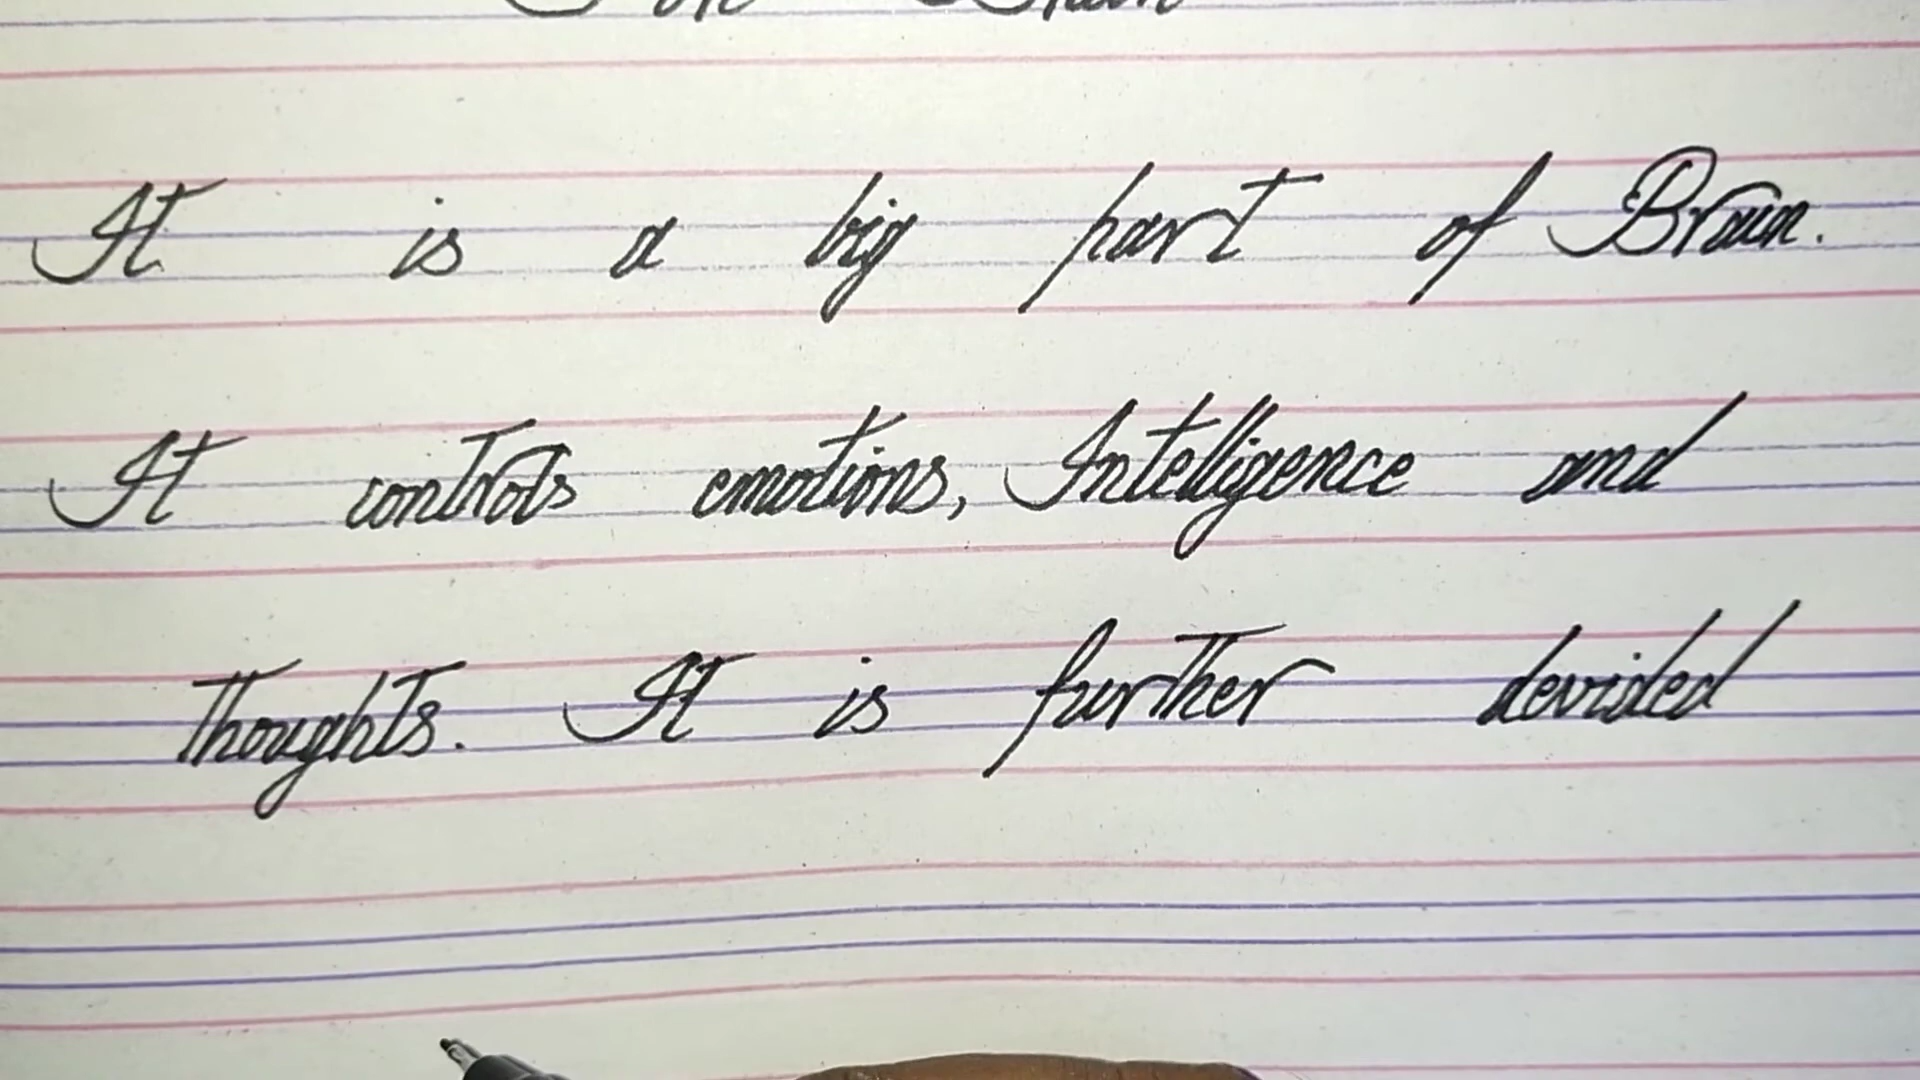 It is a big part of Brain.
It controls emotions, Intelligence and
Thoughts. It is further devided